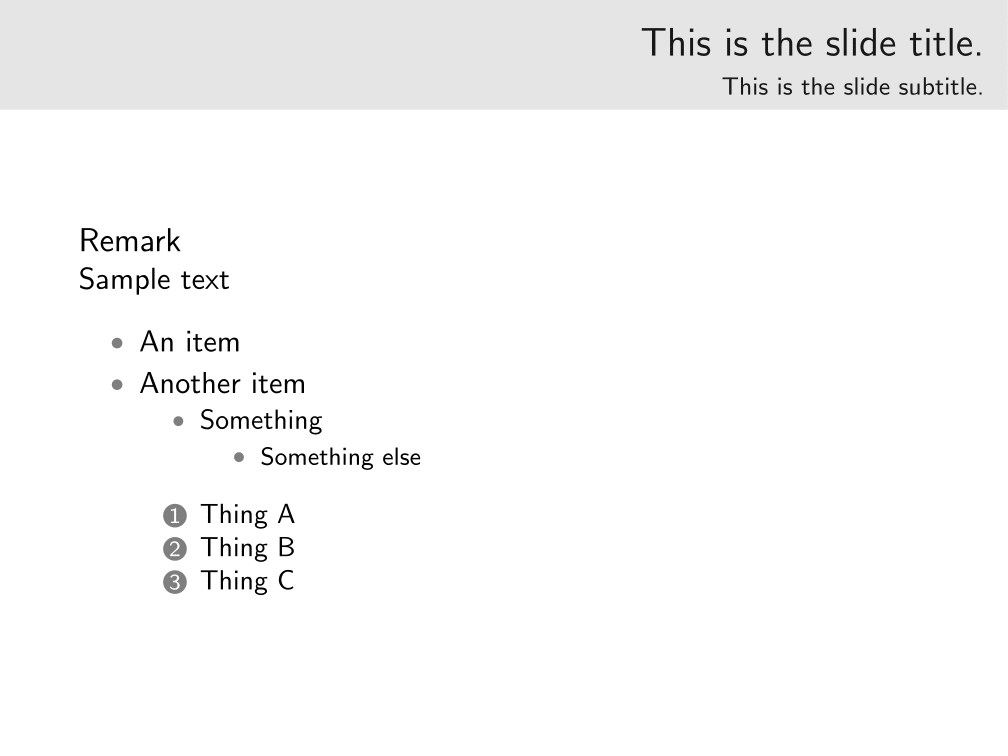 This is the slide title.
This is the slide subtitle.
Remark
Sample text
• An item
• Another item
• Something
• Something else
1 Thing A
2 Thing B
3 Thing C